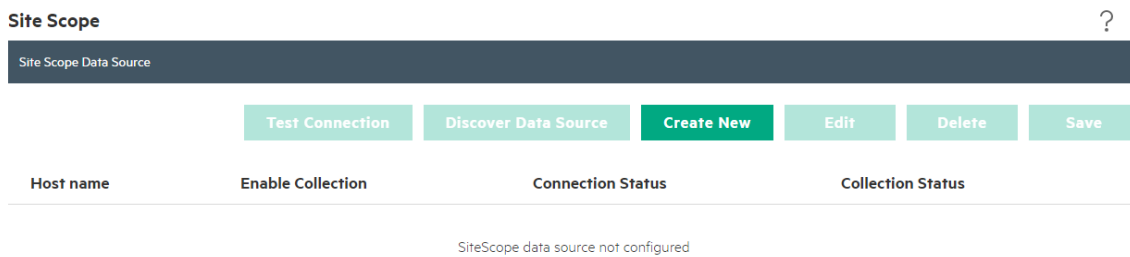 Site Scope
?
Site Scope Data Source
Test Connection Discover Data Source Create New Edit Delete Save
Host name Enable Collection Connection Status Collection Status
SiteScope data source not configured